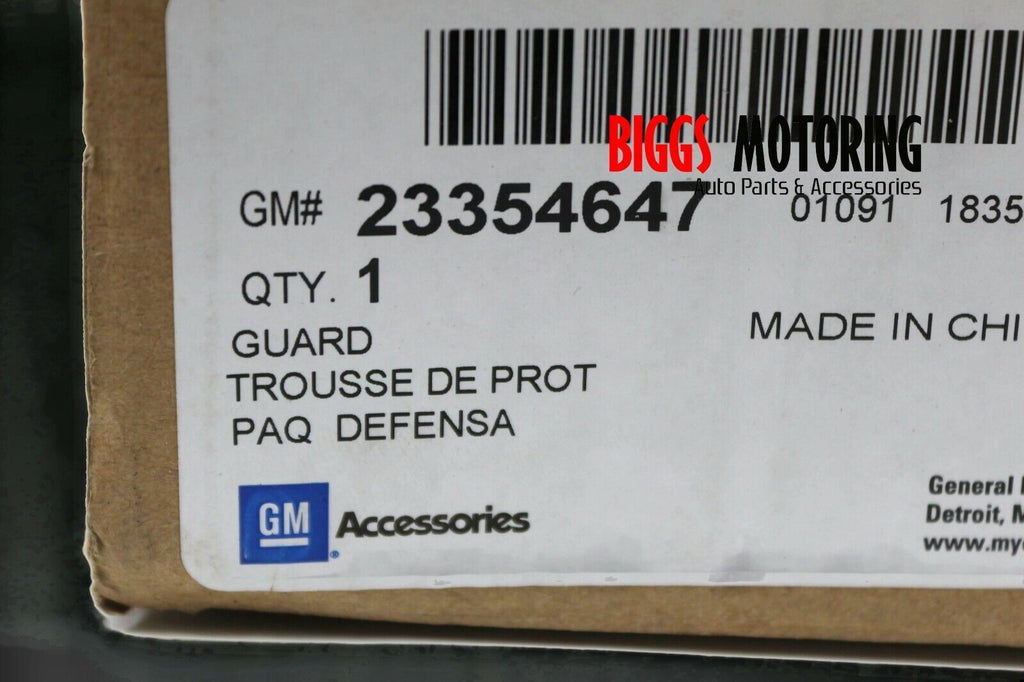 BIGGS MOTORING
Auto Parts & Accessories
GM# 23354647 01091 1835
QTY. 1
GUARD
MADE IN CHI
TROUSSE DE PROT
PAQ DEFENSA
General
Detroit,
www.my
GM Accessories